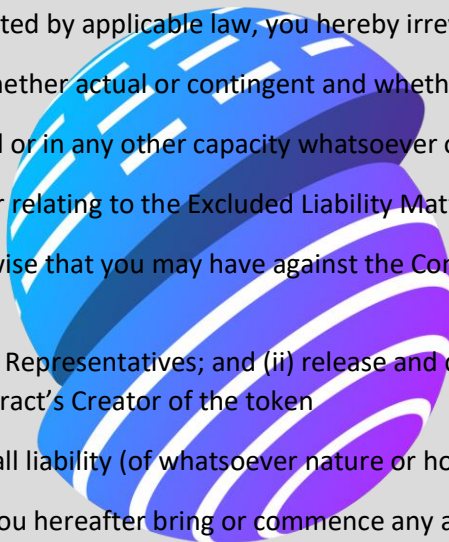 ted by applicable law, you hereby irre
hether actual or contingent and wheth
l or in any other capacity whatsoever
r relating to the Excluded Liability Mat
vise that you may have against the Con
Representatives; and (ii) release and
ract's Creator of the token
all liability (of whatsoever nature or ho
ou hereafter bring or commence any a